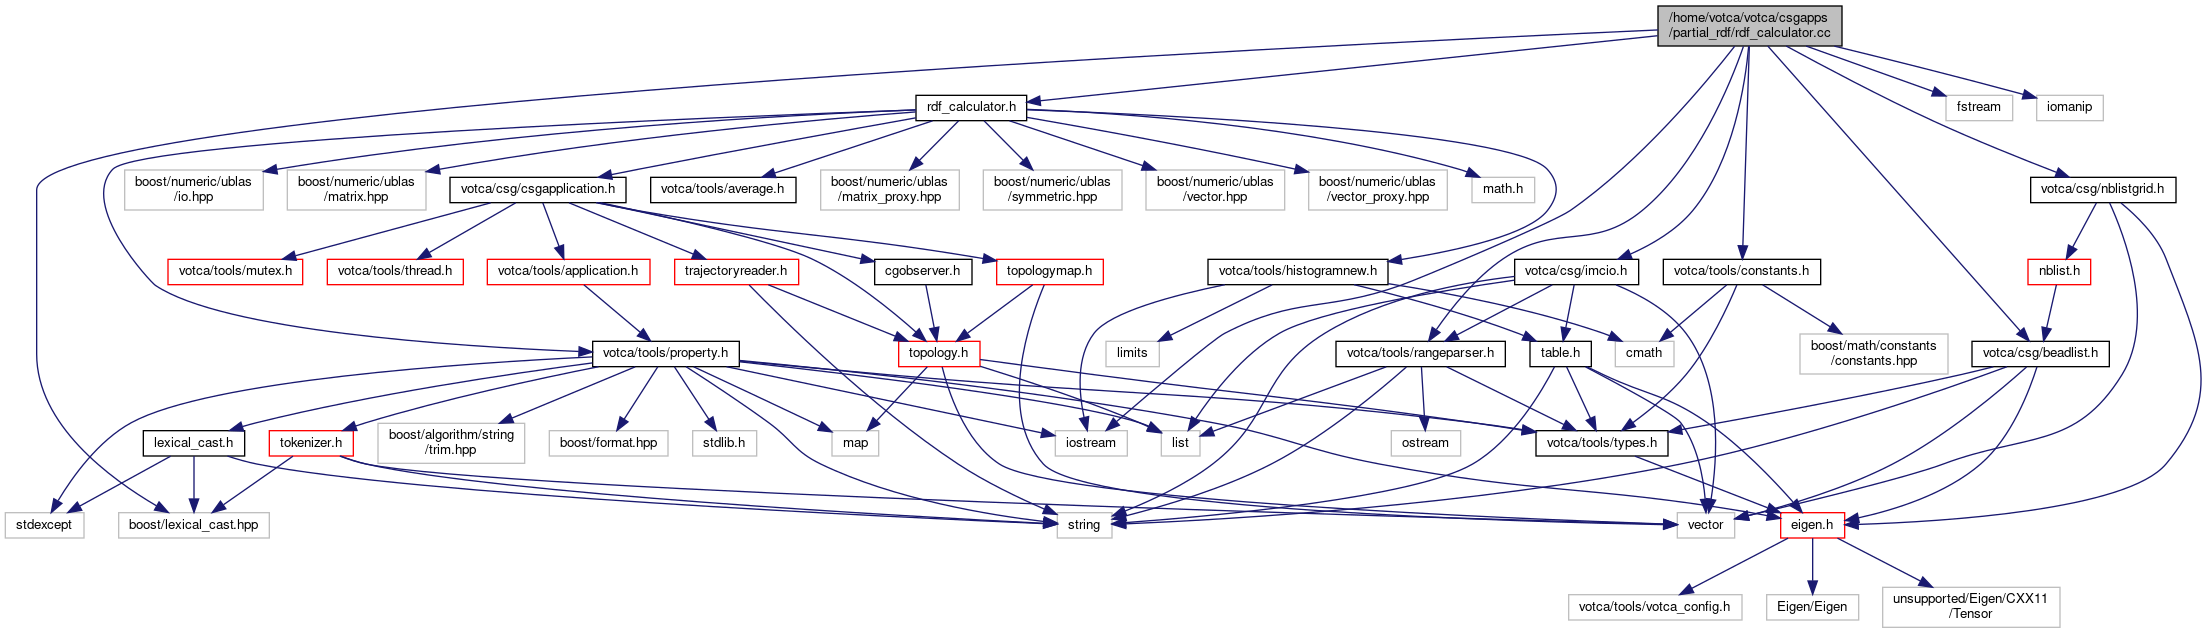 /home/votca/votca/csgapps
/partial_rdf/rdf_calculator.cc
rdf_calculator.h
fstream
iomanip
boost/numeric/ublas
/io.hpp
boost/numeric/ublas
/matrix.hpp
votca/csg/csgapplication.h
votca/tools/average.h
boost/numeric/ublas
/matrix_proxy.hpp
boost/numeric/ublas
/symmetric.hpp
boost/numeric/ublas
/vector.hpp
boost/numeric/ublas
/vector_proxy.hpp
math.h
votca/csg/nblistgrid.h
votca/tools/mutex.h
votca/tools/thread.h
votca/tools/application.h
trajectoryreader.h
cgobserver.h
topologymap.h
votca/tools/histogramnew.h
votca/csg/imcio.h
votca/tools/constants.h
nblist.h
votca/tools/property.h
topology.h
limits
votca/tools/rangeparser.h
table.h
cmath
boost/math/constants
/constants.hpp
votca/csg/beadlist.h
lexical_cast.h
tokenizer.h
boost/algorithm/string
/trim.hpp
boost/format.hpp
stdlib.h
map
iostream
list
ostream
votca/tools/types.h
stdexcept
boost/lexical_cast.hpp
string
vector
eigen.h
votca/tools/votca_config.h
Eigen/Eigen
unsupported/Eigen/CXX11
/Tensor